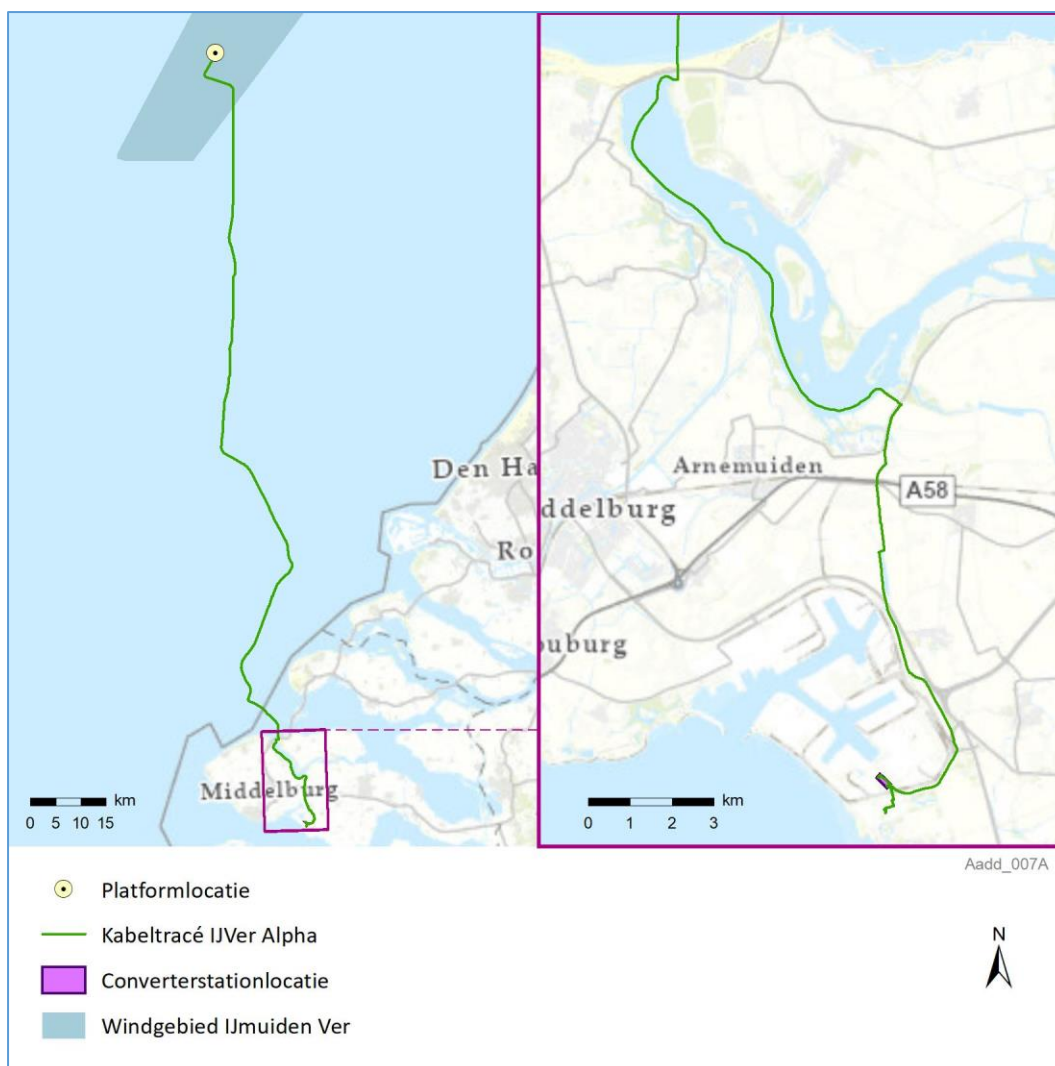 Den Ha
Ro
Middelburg
km
0 5 10 15
Arnemuiden
A58
ddelburg
ouburg
km
0 1 2 3
Aadd_007A
Platformlocatie
Kabeltracé IJVer Alpha
Converterstationlocatie
Windgebied IJmuiden Ver
N